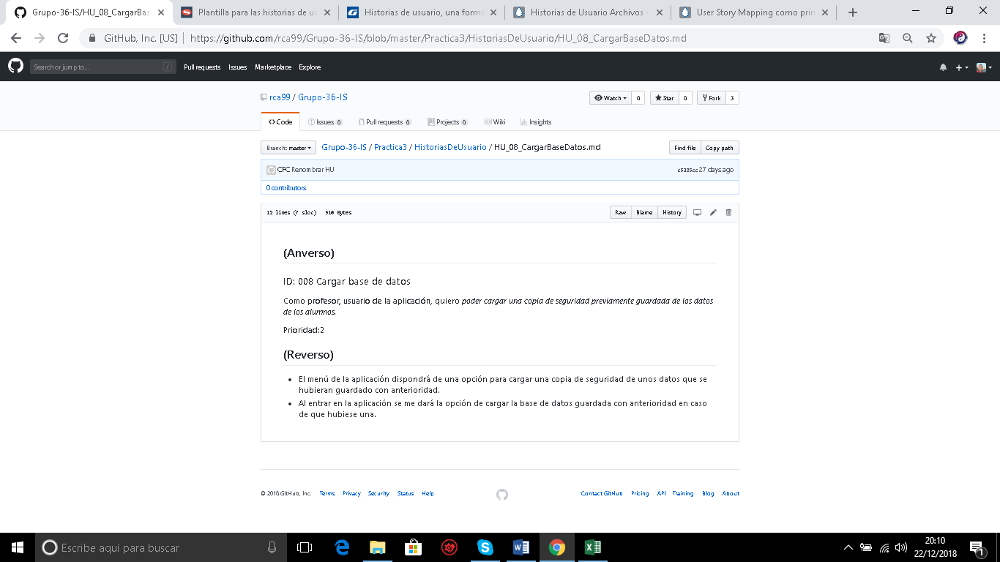 Grupo-36-IS/HU_08_CargarBase
Plantilla para las historias de us
Historias de usuario, una forma
Historias de Usuario Archivos -
User Story Mapping como prin
GitHub, Inc. [US] | https://github.com/rca99/Grupo-36-IS/blob/master/Practica3/HistoriasDeUsuario/HU_08_CargarBaseDatos.md
Search or jump to... /
Pull requests Issues Marketplace Explore
rca99 / Grupo-36-IS
Watch 0 Star 0 Fork 3
Code Issues 0 Pull requests 0 Projects 0 Wiki Insights
Branch: master Grupo-36-IS / Practica3 / HistoriasDeUsuario / HU_08_CargarBaseDatos.md Find file Copy path
CFC Renombrar HU c5325cc 27 days ago
0 contributors
12 lines (7 sloc) 510 Bytes Raw Blame History
(Anverso)
ID: 008 Cargar base de datos
Como profesor, usuario de la aplicación, quiero poder cargar una copia de seguridad previamente guardada de los datos
de los alumnos.
Prioridad:2
(Reverso)
El menú de la aplicación dispondrá de una opción para cargar una copia de seguridad de unos datos que se
hubieran guardado con anterioridad.
Al entrar en la aplicación se me dará la opción de cargar la base de datos guardada con anterioridad en caso
de que hubiese una.
© 2018 GitHub, Inc. Terms Privacy Security Status Help Contact GitHub Pricing API Training Blog About
Escribe aquí para buscar
20:10
22/12/2018
1